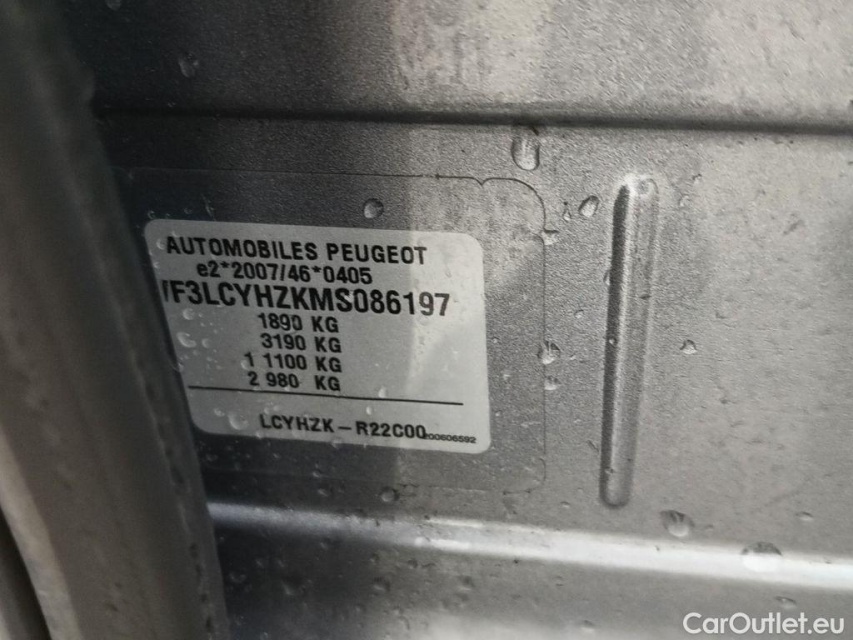 AUTOMOBILES PEUGEOT
e2*2007/46*0405
VF3LCYHZKMS086197
1890 KG
3190 KG
1 1100 KG
2 980 KG
LCYHZK-R22C00 200606592
CarOutlet.eu